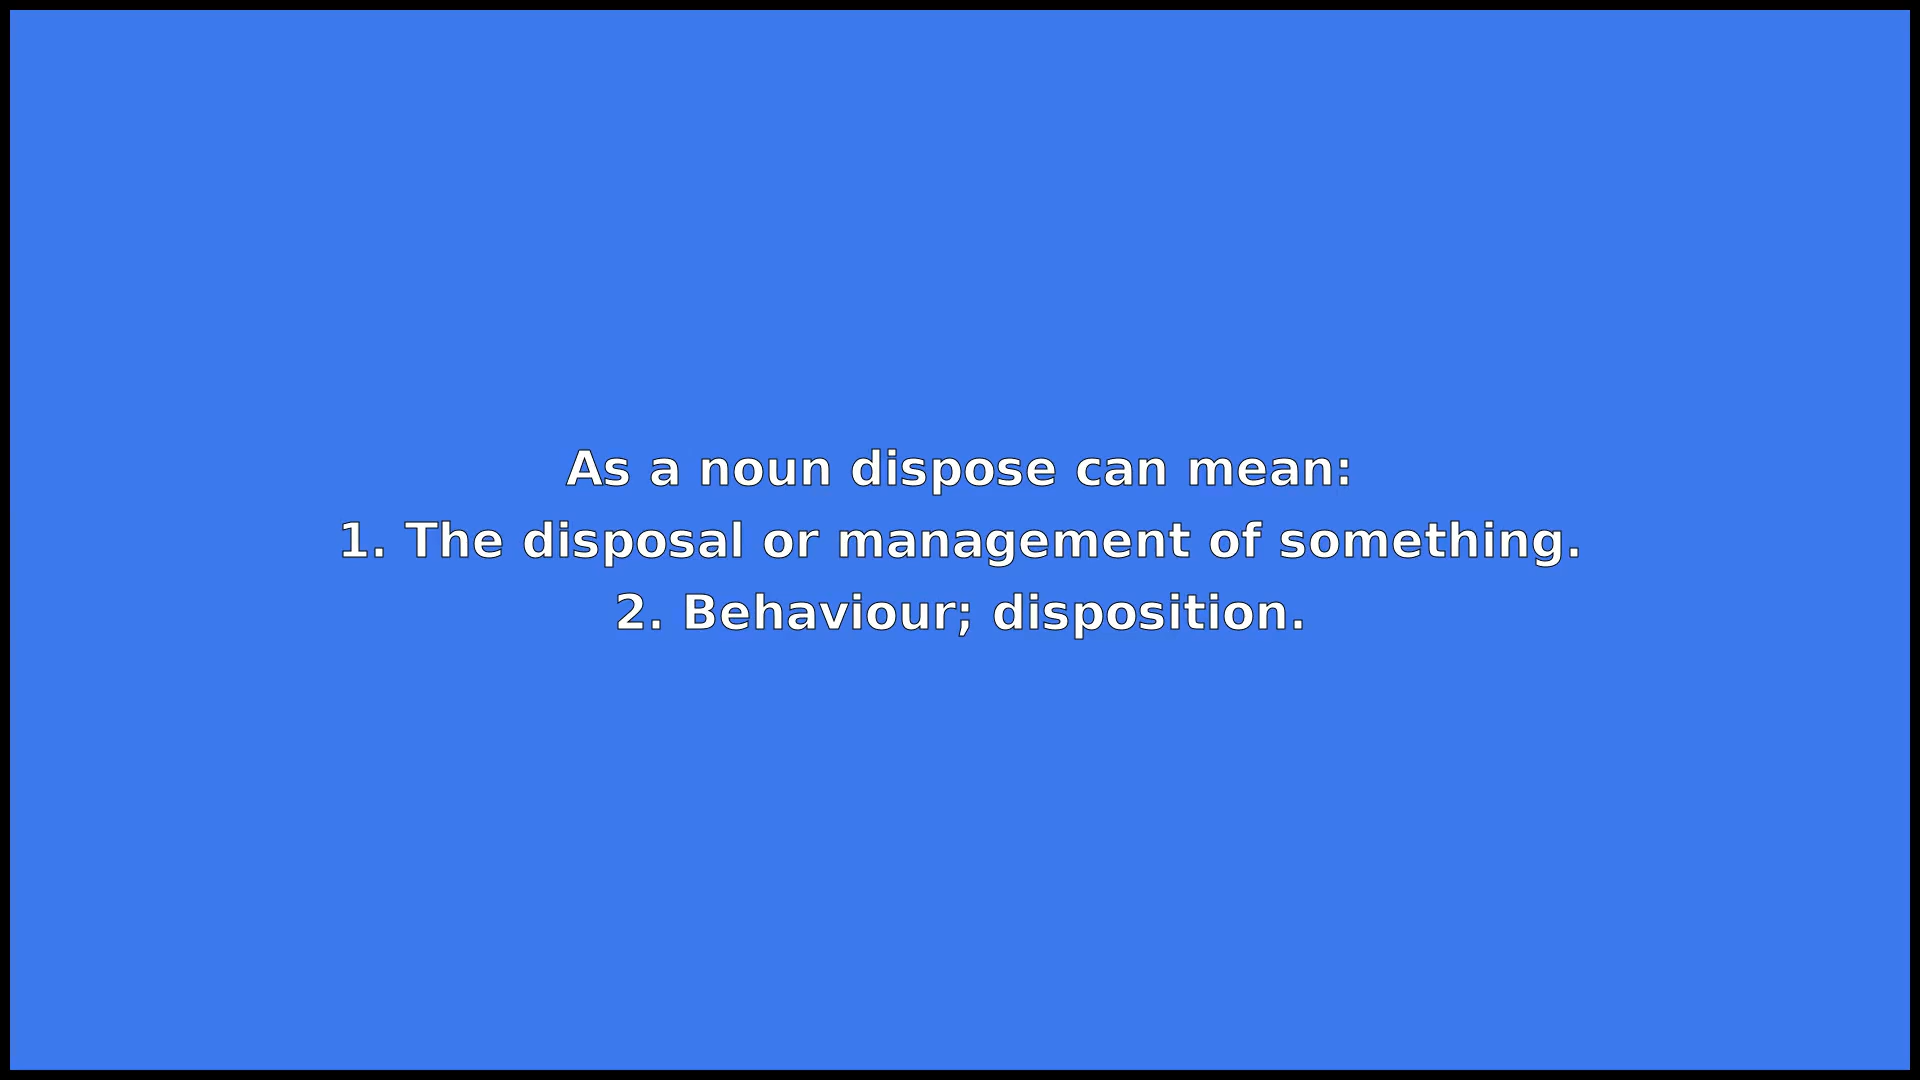 As a noun dispose can mean:
1. The disposal or management of something.
2. Behaviour; disposition.